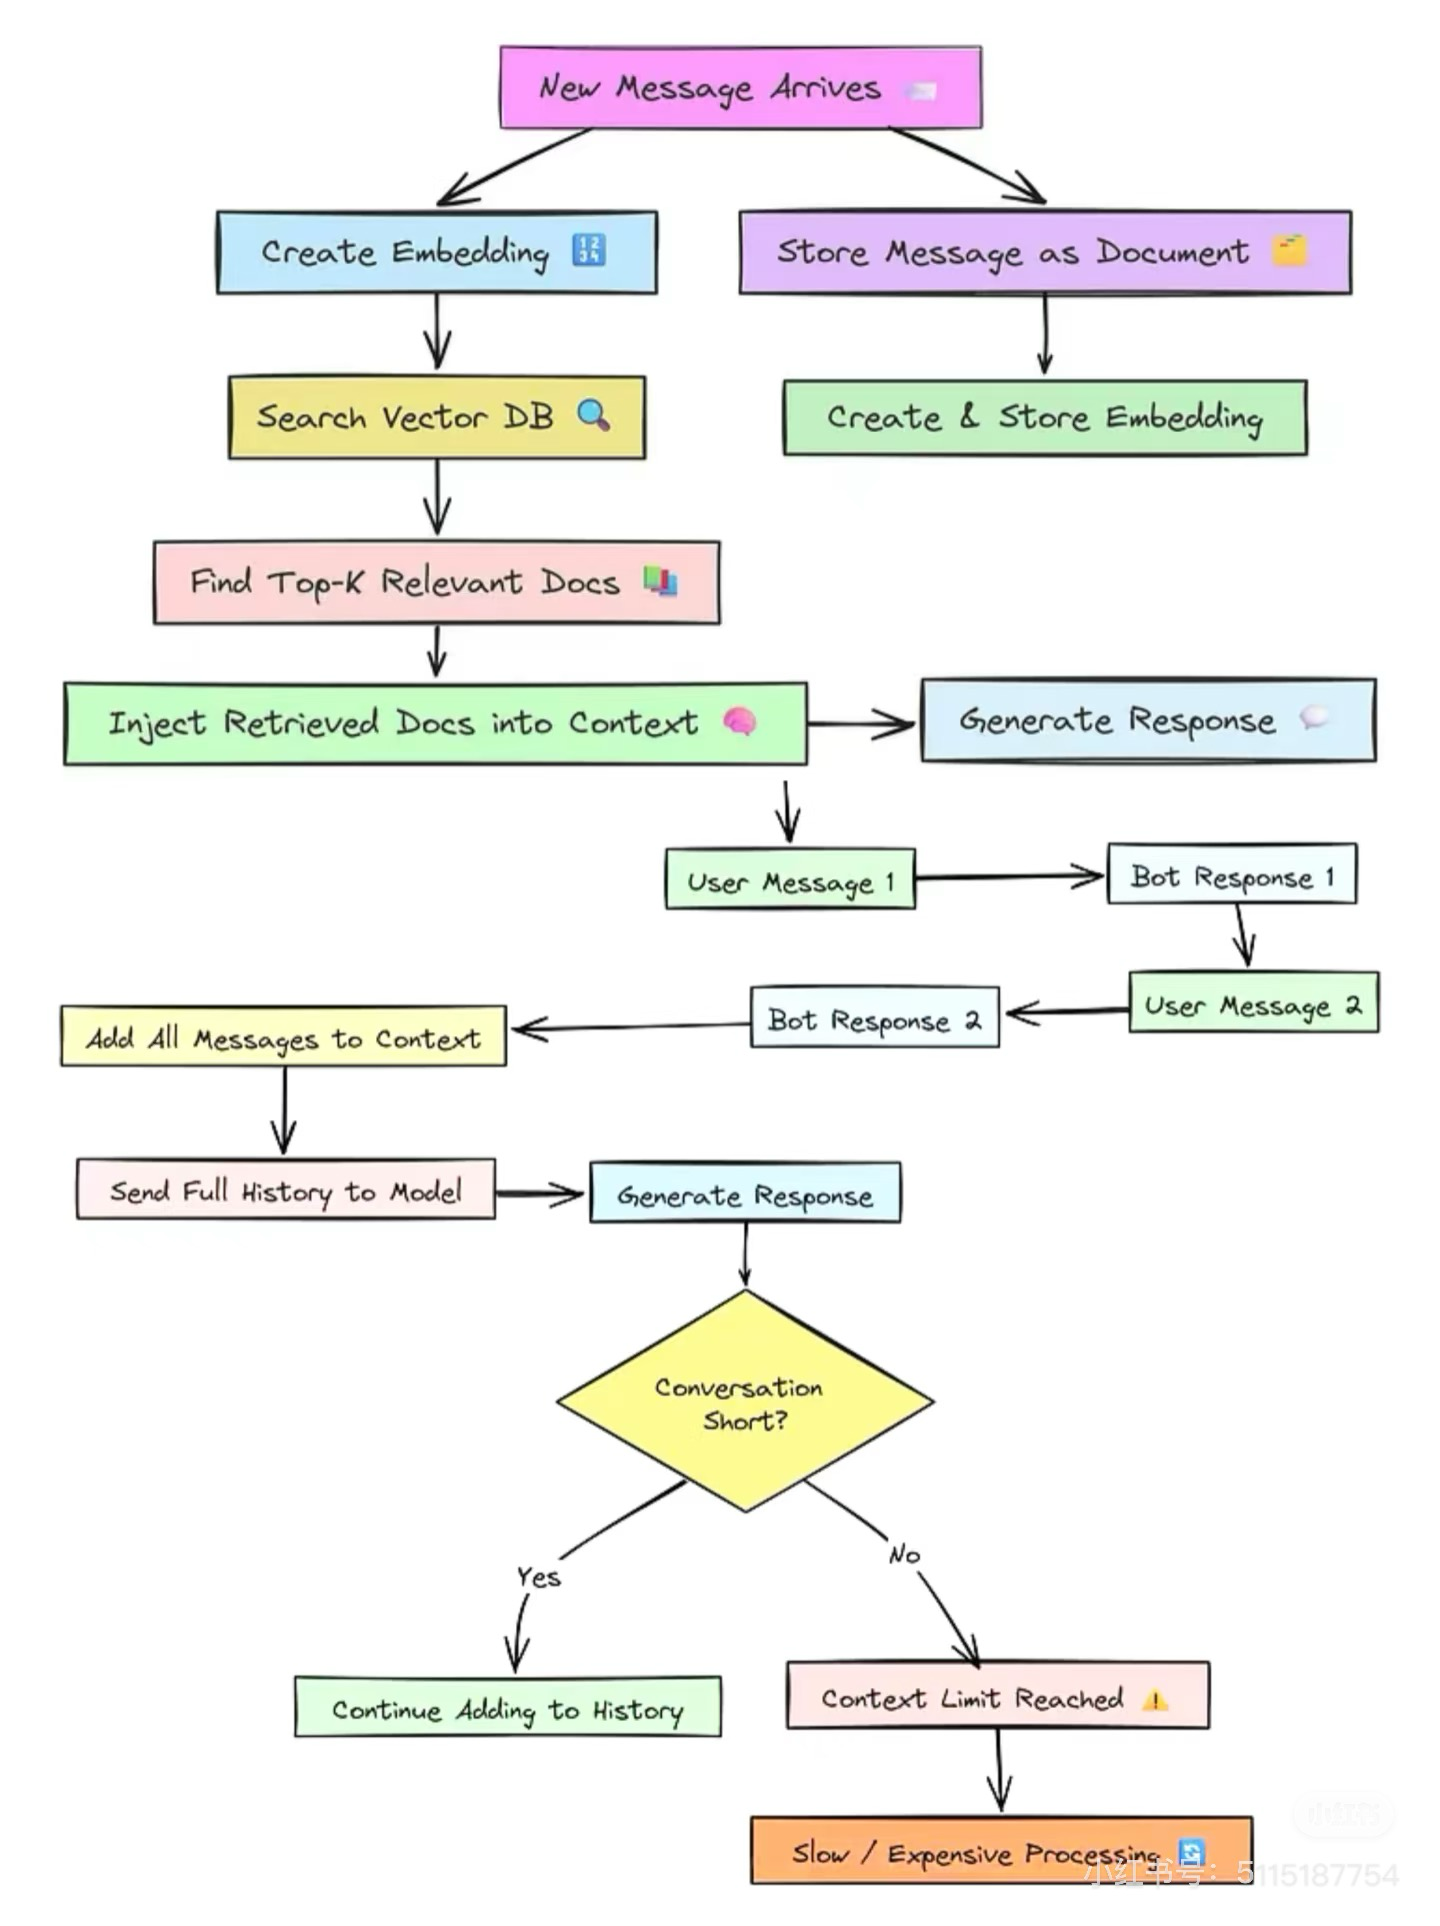 New Message Arrives
Create Embedding
Store Message as Document
Search Vector DB
Create & Store Embedding
Find Top-K Relevant Docs
Inject Retrieved Docs into Context
Generate Response
User Message 1
Bot Response 1
User Message 2
Bot Response 2
Add All Messages to Context
Send Full History to Model
Generate Response
Conversation
Short?
Yes
No
Continue Adding to History
Context Limit Reached
Slow / Expensive Processing
小红书号：5115187754